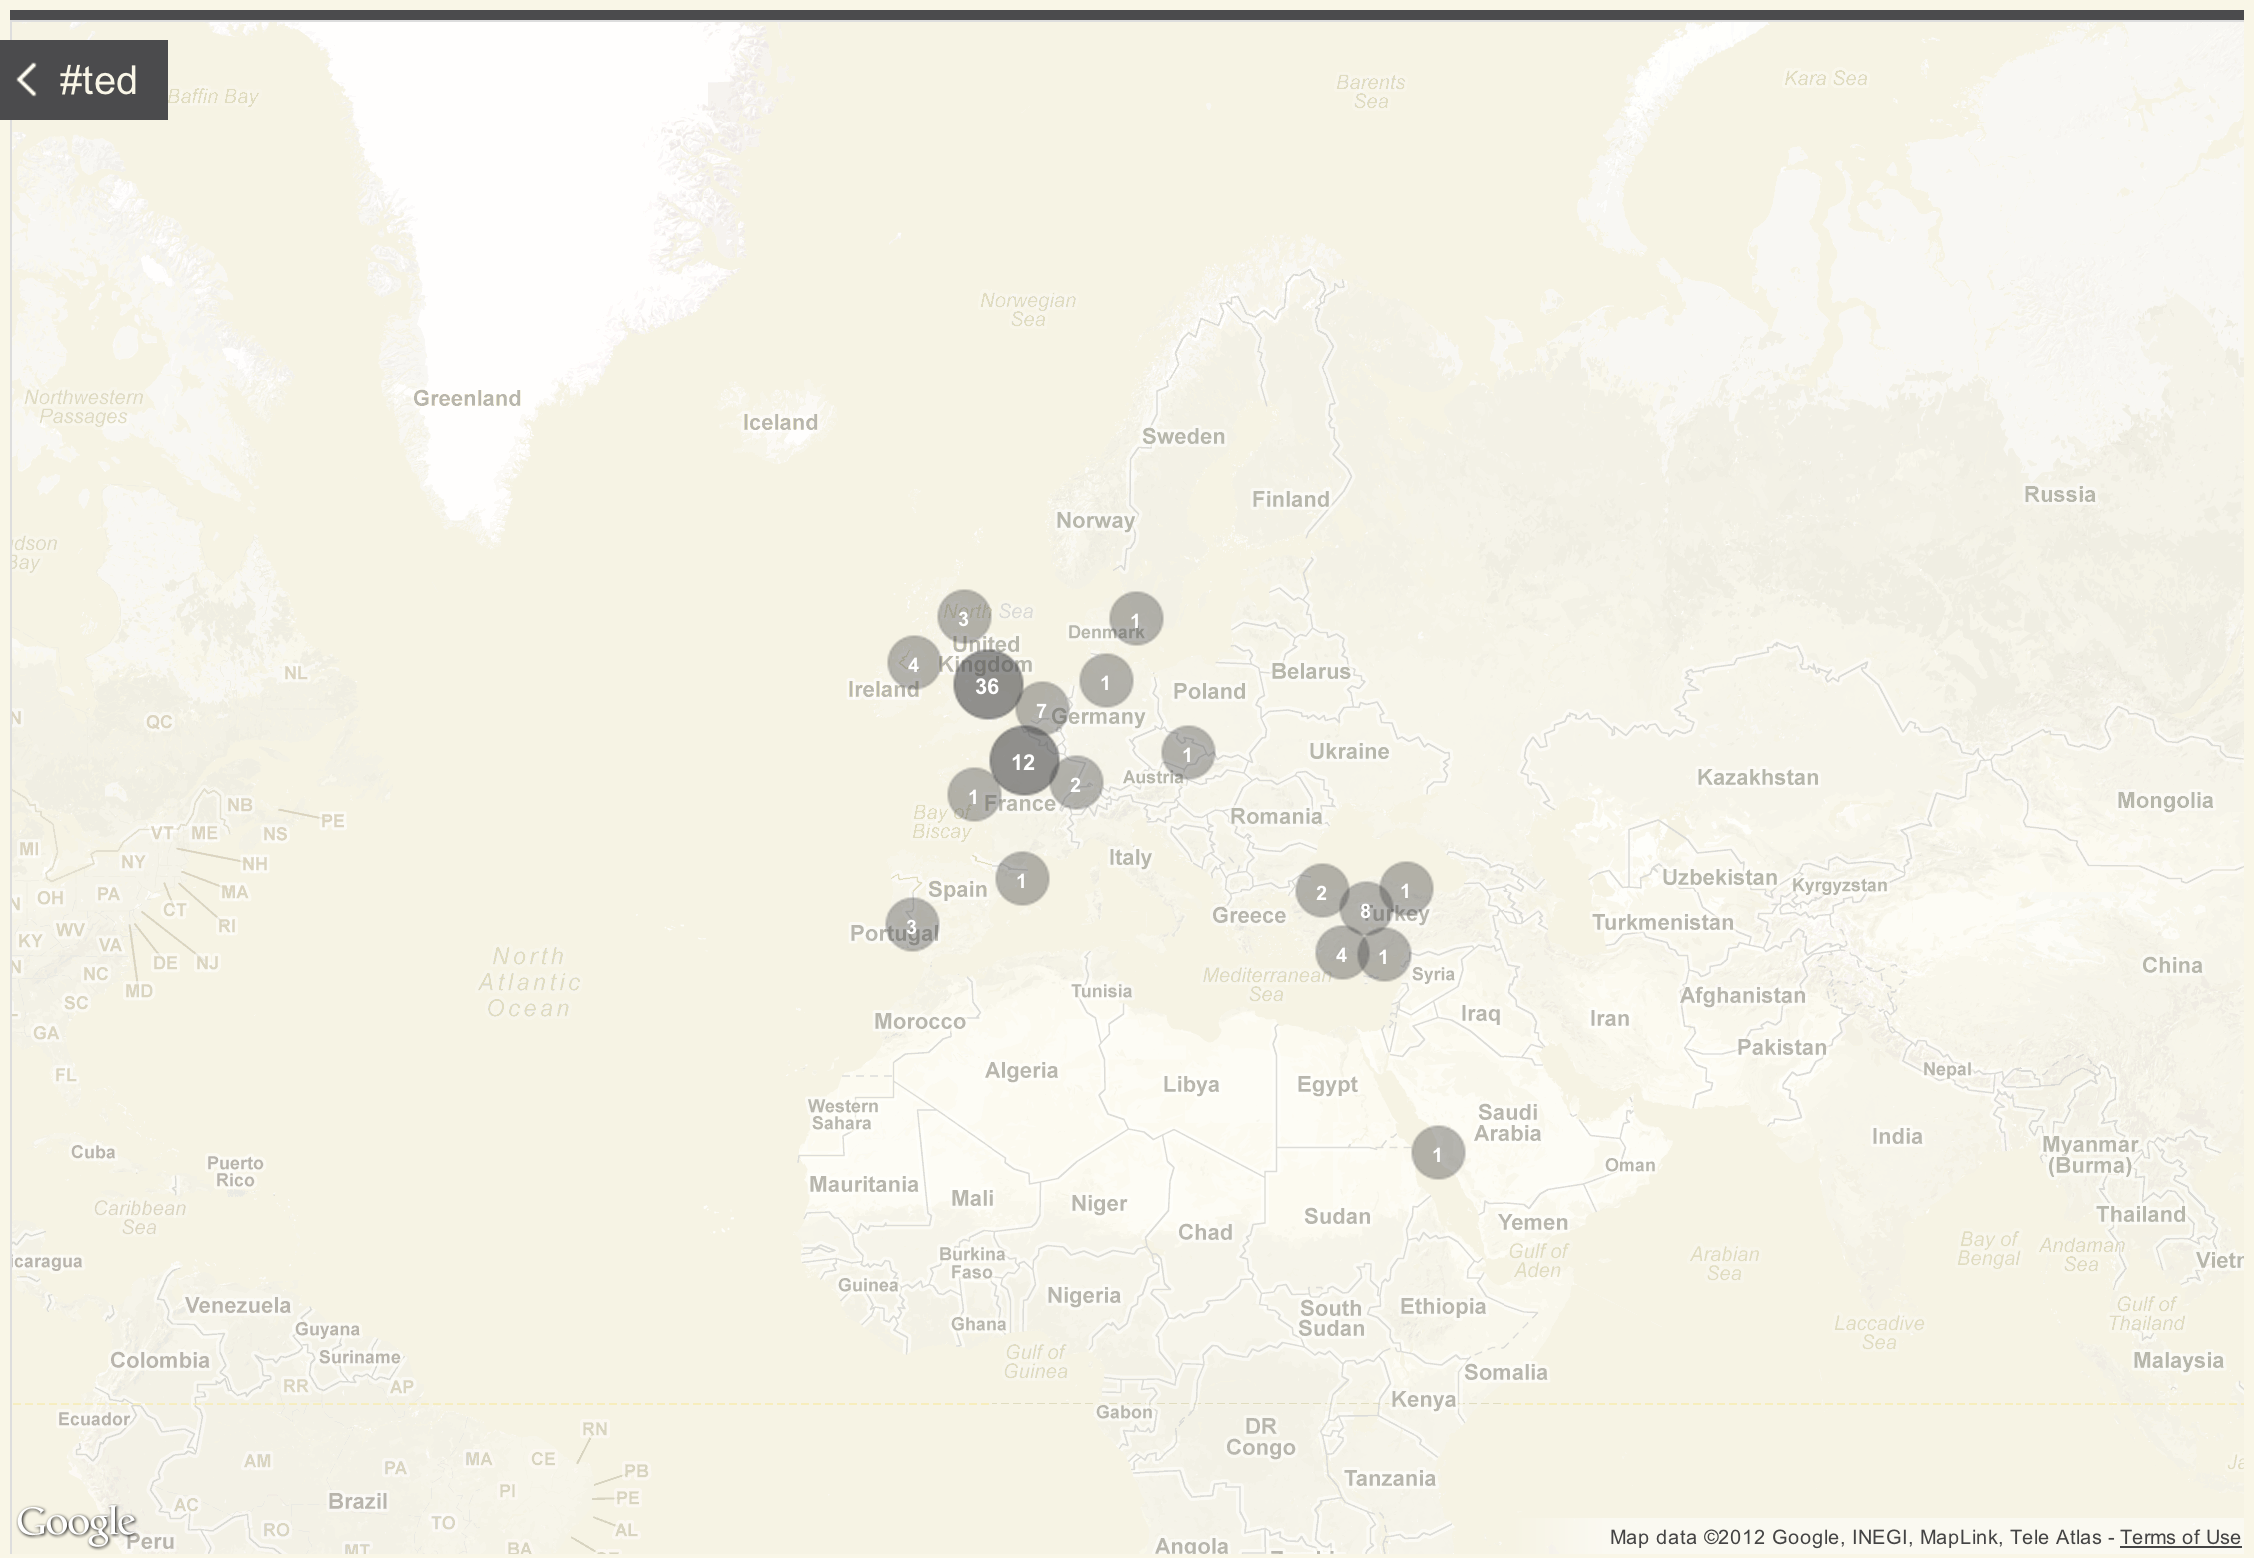 #ted
Baffin Bay
Barents
Sea
Kara Sea
Norwegian
Sea
Northwestern
Passages
Greenland
Iceland
Sweden
Finland
Norway
Russia
dson
Bay
3
North Sea
1
Denmark
United
Kingdom
4
Ireland
36
1
7
Germany
Poland
Belarus
NL
QC
N
12
1
2
Austria
1
France
Bay of
Biscay
Ukraine
Romania
Kazakhstan
Mongolia
NB
PE
VT
ME
NS
MI
NY
NH
OH
PA
MA
CT
RI
N
WV
KY
VA
DE
NJ
N
NC
MD
SC
GA
FL
North
Atlantic
Ocean
Italy
Spain
1
3
Portugal
Greece
2
1
8
Turkey
4
1
Mediterranean
Sea
Syria
Uzbekistan
Kyrgyzstan
Turkmenistan
China
Afghanistan
Tunisia
Morocco
Iraq
Iran
Pakistan
Nepal
Algeria
Libya
Egypt
Western
Sahara
Saudi
Arabia
1
India
Myanmar
(Burma)
Oman
Cuba
Puerto
Rico
Caribbean
Sea
Mauritania
Mali
Niger
Chad
Sudan
Yemen
Thailand
Gulf of
Aden
Arabian
Sea
Bay of
Bengal
Andaman
Sea
Vietr
icaragua
Burkina
Faso
Guinea
Nigeria
Ghana
South
Sudan
Ethiopia
Gulf of
Thailand
Laccadive
Sea
Malaysia
Venezuela
Guyana
Suriname
Colombia
RR
AP
Gulf of
Guinea
Somalia
Kenya
Gabon
DR
Congo
Tanzania
Ecuador
RN
AM
PA
MA
CE
PB
PI
PE
Brazil
AC
TO
AL
RO
Peru
MT
BA
Angola
Google
Map data ©2012 Google, INEGI, MapLink, Tele Atlas - Terms of Use